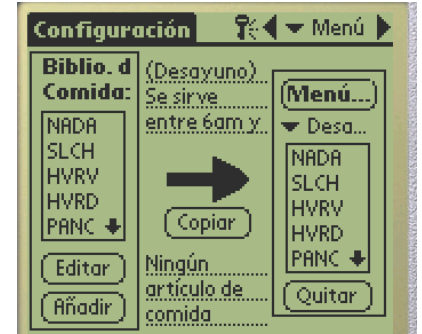 Configuración
Menú
Biblio. d
Comida:
NADA
SLCH
HVRV
HVRD
PANC
Editar
Añadir
(Desayuno)
Se sirve
entre 6am y
Copiar
Ningún
artículo de
comida
Menú...
Desa...
NADA
SLCH
HVRV
HVRD
PANC
Quitar